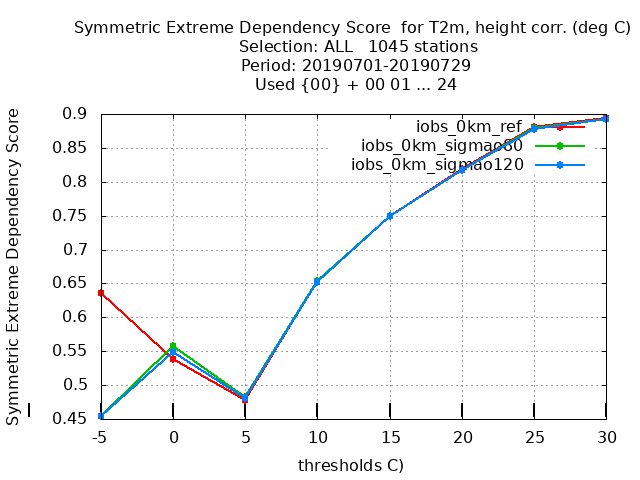 Symmetric Extreme Dependency Score  for T2m, height corr. (deg C)
Selection: ALL   1045 stations
Period: 20190701-20190729
Used {00} + 00 01 ... 24
Symmetric Extreme Dependency Score
0.9
0.85
0.8
0.75
0.7
0.65
0.6
0.55
0.5
0.45
iobs_0km_ref
iobs_0km_sigmao80
iobs_0km_sigmao120
-5 0 5 10 15 20 25 30
thresholds C)